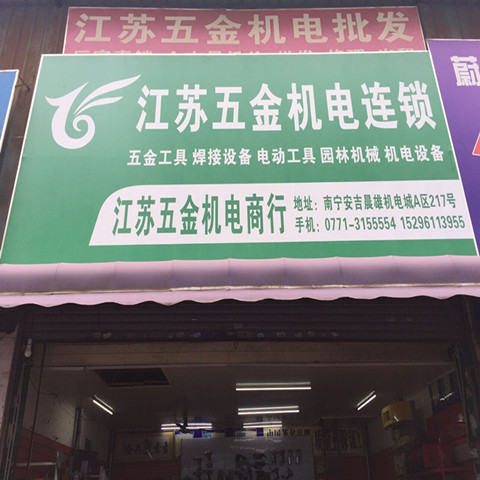 江苏五金机电批发
江苏五金机电连锁
五金工具 焊接设备 电动工具 园林机械 机电设备
江苏五金机电商行
地址：南宁安吉晨雄机电城A区217号
手机：0771-3155554 15296113955
蔚